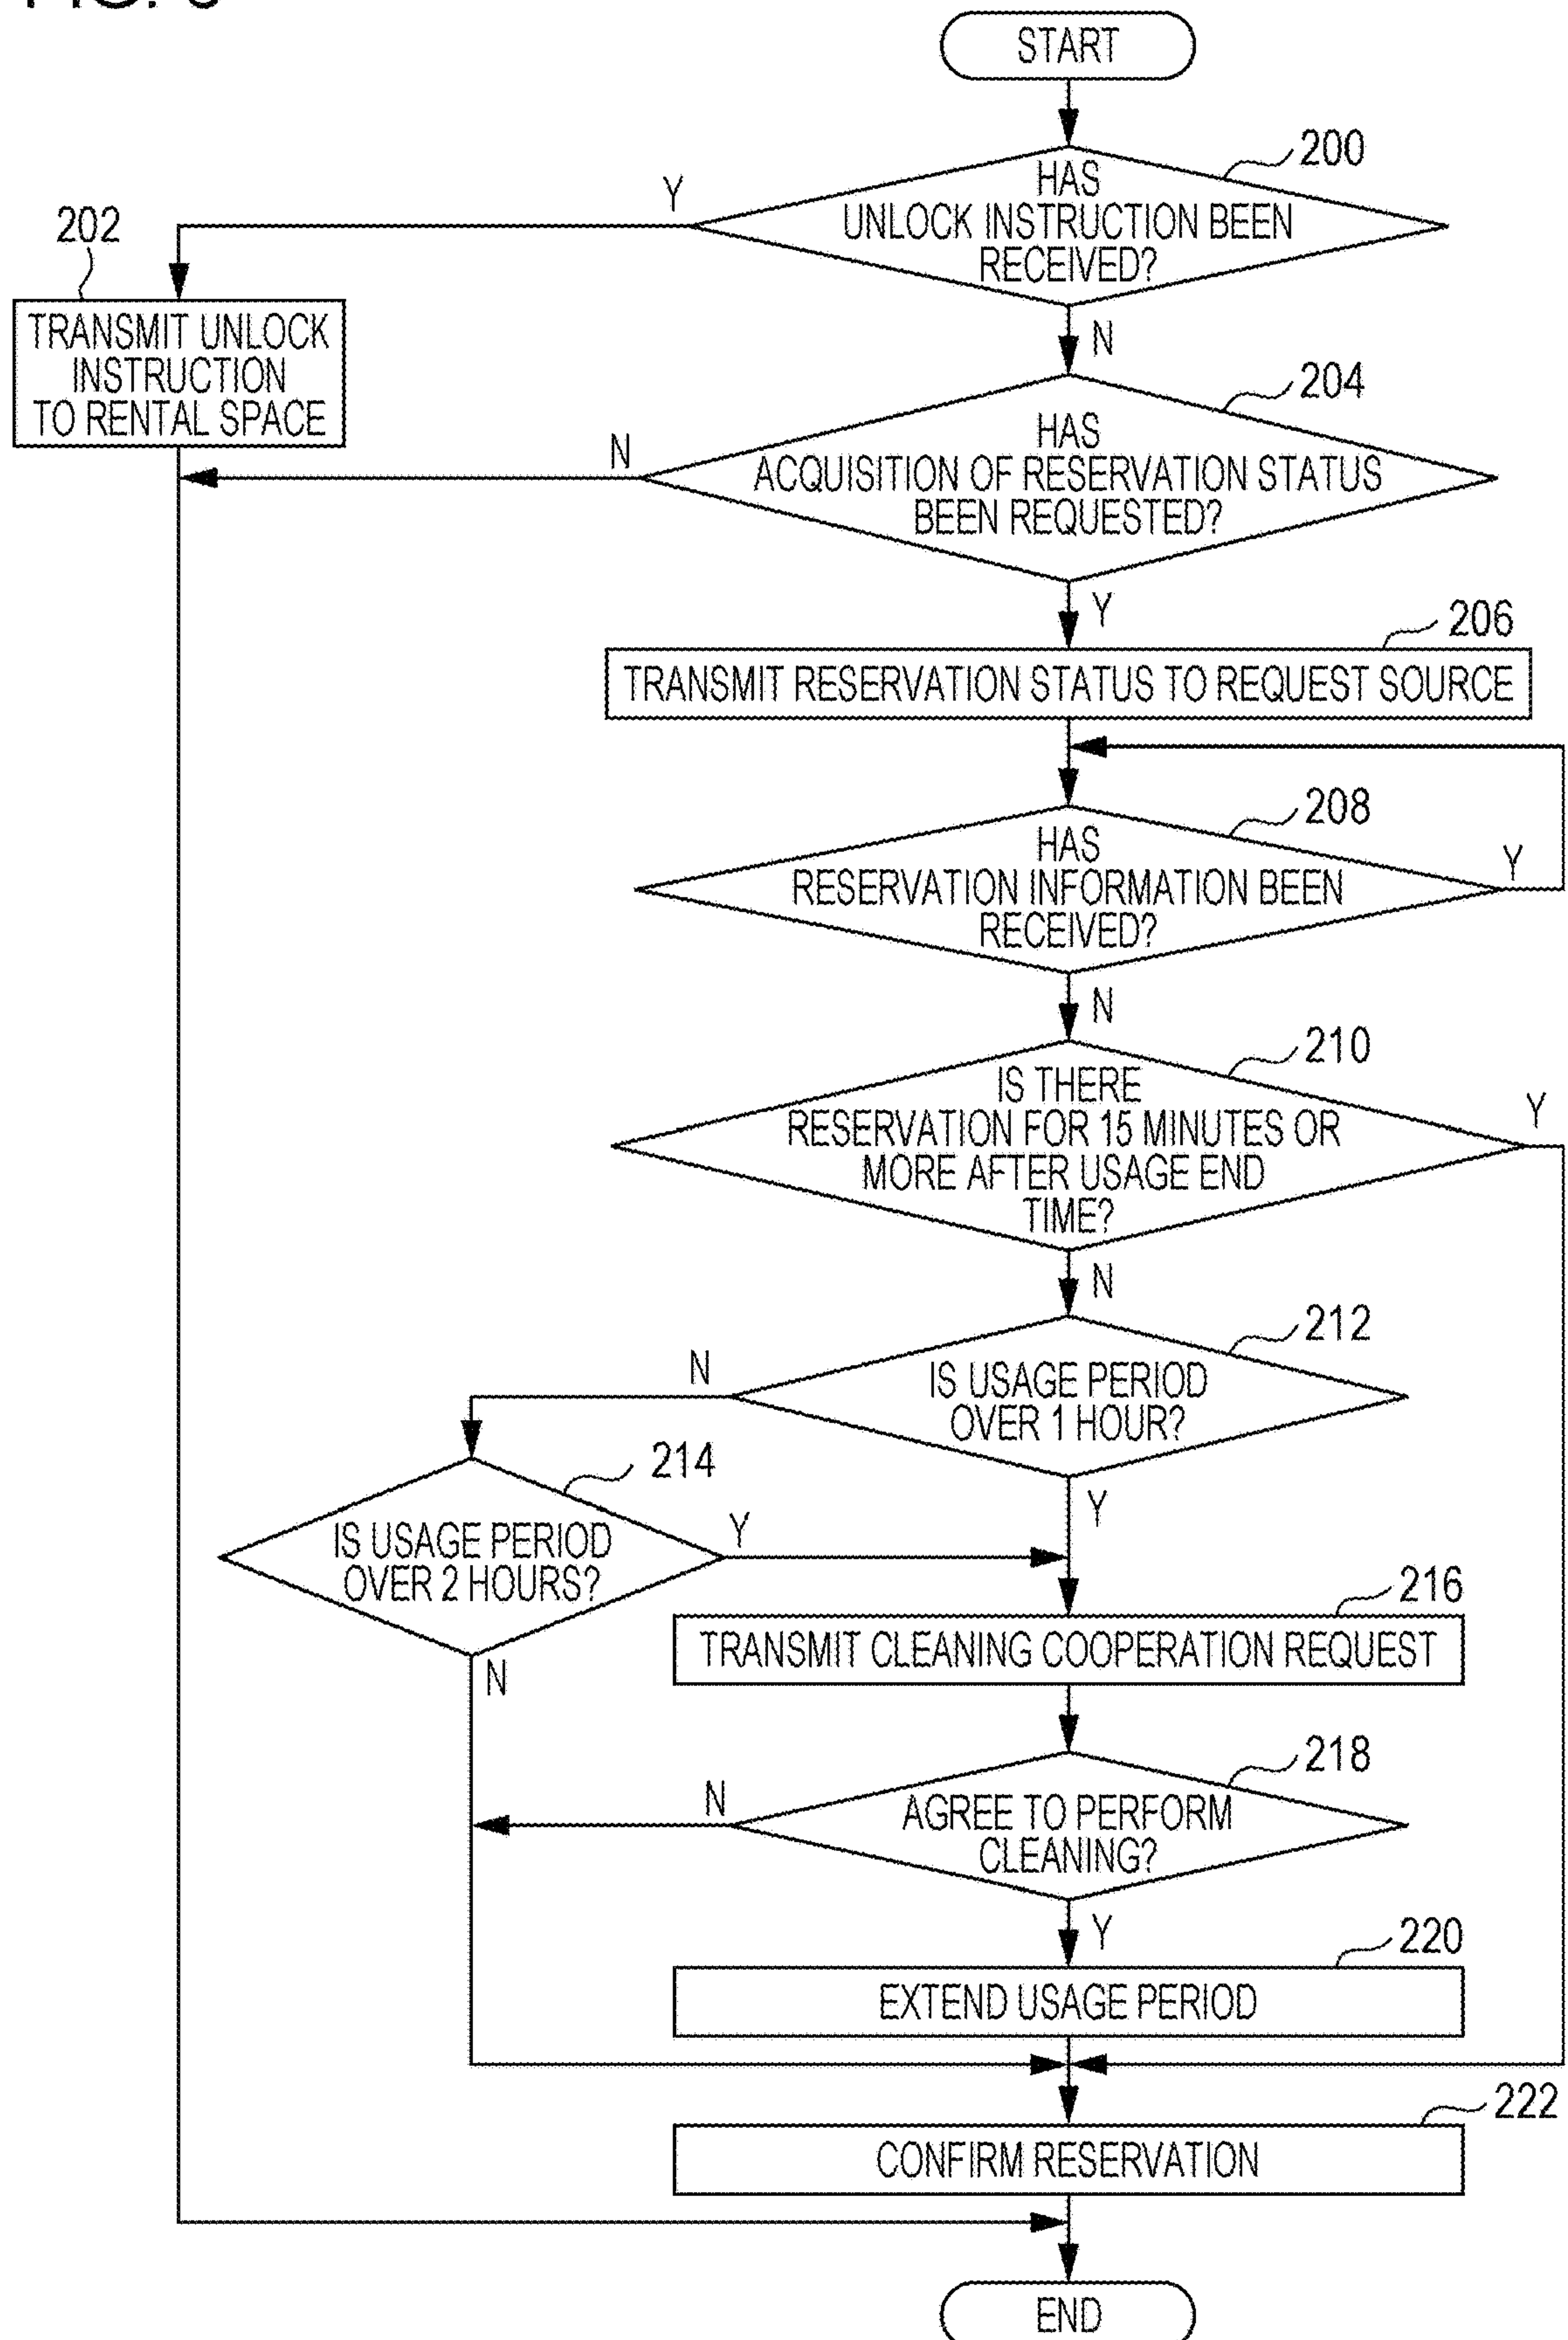 START
200
HAS
UNLOCK INSTRUCTION BEEN
RECEIVED?
Y
N
202
TRANSMIT UNLOCK
INSTRUCTION
TO RENTAL SPACE
204
HAS
ACQUISITION OF RESERVATION STATUS
BEEN REQUESTED?
N
Y
206
TRANSMIT RESERVATION STATUS TO REQUEST SOURCE
208
HAS
RESERVATION INFORMATION BEEN
RECEIVED?
Y
N
210
IS THERE
RESERVATION FOR 15 MINUTES OR
MORE AFTER USAGE END
TIME?
Y
N
212
IS USAGE PERIOD
OVER 1 HOUR?
N
Y
214
IS USAGE PERIOD
OVER 2 HOURS?
Y
N
216
TRANSMIT CLEANING COOPERATION REQUEST
218
AGREE TO PERFORM
CLEANING?
N
Y
220
EXTEND USAGE PERIOD
222
CONFIRM RESERVATION
END